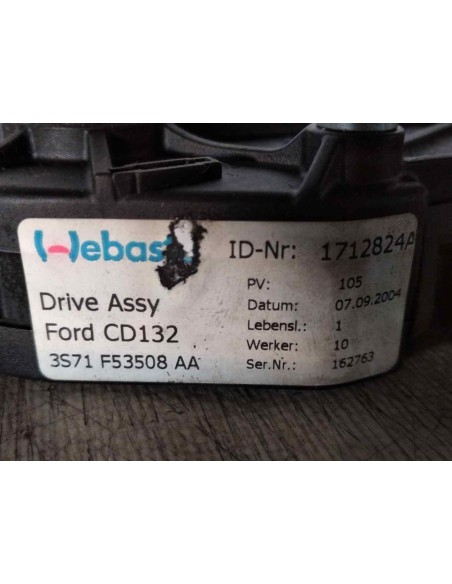 Webas
ID-Nr: 1712824A
PV: 105
Drive Assy
Datum: 07.09.2004
Ford CD132
Lebensl.: 1
Werker: 10
3S71 F53508 AA
Ser.Nr.: 162763